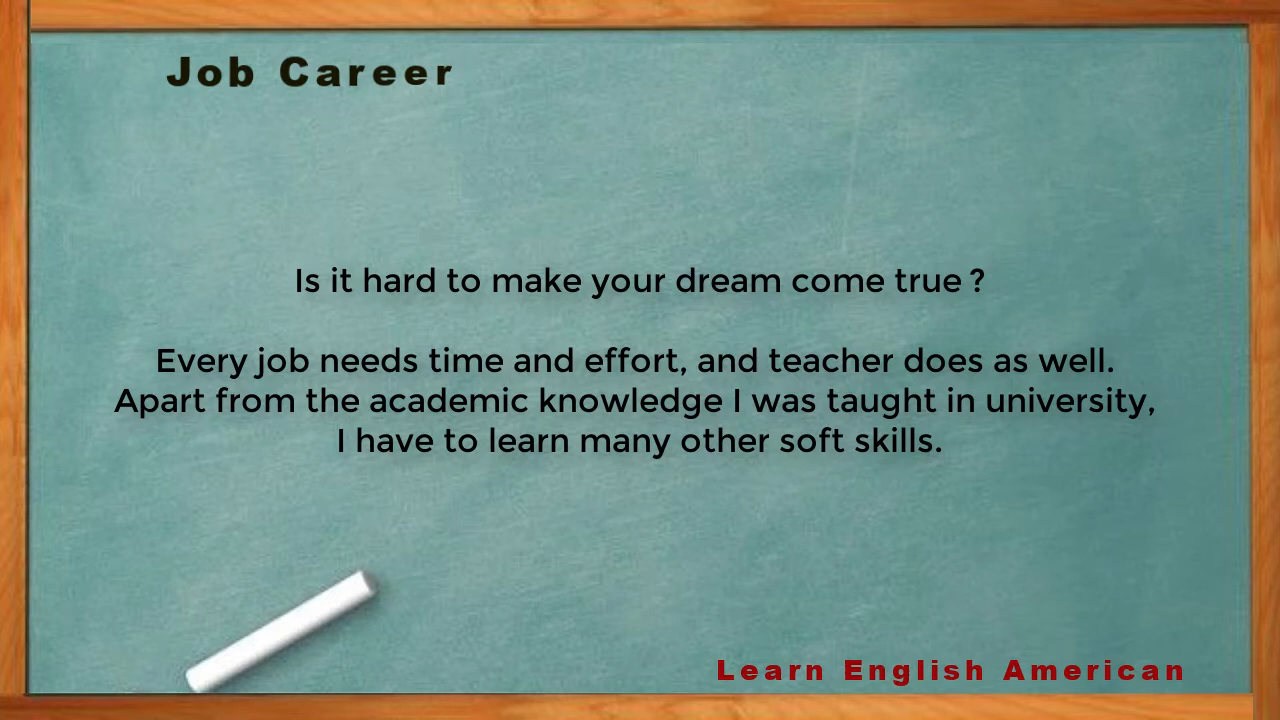 Job Career
Is it hard to make your dream come true ?
Every job needs time and effort, and teacher does as well.
Apart from the academic knowledge I was taught in university,
I have to learn many other soft skills.
Learn English American